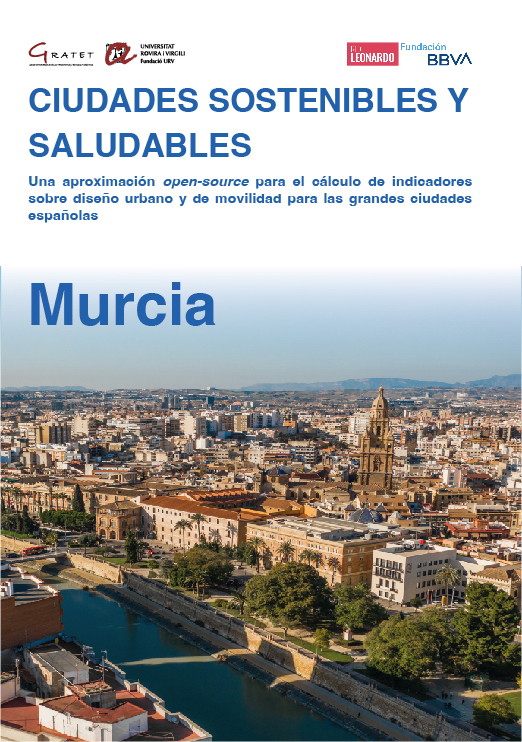 GRATET
UNIVERSITAT
ROVIRA I VIRGILI
Fundació URV
RED
LEONARDO
Fundación
BBVA
CIUDADES SOSTENIBLES Y
SALUDABLES
Una aproximación open-source para el cálculo de indicadores
sobre diseño urbano y de movilidad para las grandes ciudades
españolas
Murcia